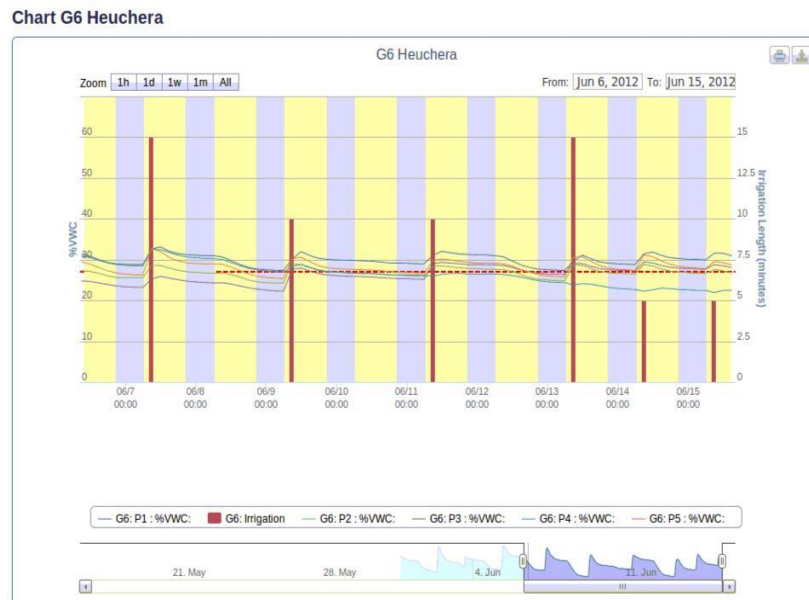 Chart G6 Heuchera
G6 Heuchera
Zoom 1h 1d 1w 1m All From: Jun 6, 2012 To: Jun 15, 2012
60 15
50 12.5
40 10
30 7.5
20 5
10 2.5
0 0
%VWC
Irrigation Length (minutes)
06/7 06/8 06/9 06/10 06/11 06/12 06/13 06/14 06/15
00:00 00:00 00:00 00:00 00:00 00:00 00:00 00:00 00:00
G6: P1 : %VWC: G6: Irrigation G6: P2 : %VWC: G6: P3 : %VWC: G6: P4 : %VWC: G6: P5 : %VWC:
21. May 28. May 4. Jun 11. Jun